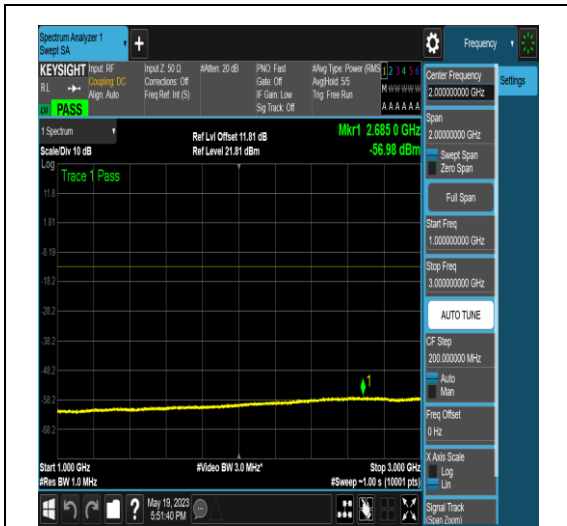 Spectrum Analyzer 1
Swept SA
+
Frequency
KEYSIGHT
RL
PASS
Input: RF
Coupling: DC
Align: Auto
Input Z: 50 Ω
Corrections: Off
Freq Ref: Int (S)
#Atten: 20 dB
PNO: Fast
Gate: Off
IF Gain: Low
Sig Track: Off
#Avg Type: Power (RMS
Avg|Hold: 5/5
Trig: Free Run
1 2 3 4 5 6
M W W W W W
A A A A A A
1 Spectrum
Scale/Div 10 dB
Ref Lvl Offset 11.81 dB
Ref Level 21.81 dBm
Mkr1 2.685 0 GHz
-56.98 dBm
Log
Trace 1 Pass
11.8
1.81
-8.19
-18.2
-28.2
-38.2
-48.2
-58.2
-68.2
1
Start 1.000 GHz
#Res BW 1.0 MHz
#Video BW 3.0 MHz*
Stop 3.000 GHz
#Sweep ~1.00 s (10001 pts)
Center Frequency
2.000000000 GHz
Span
2.00000000 GHz
Swept Span
Zero Span
Full Span
Start Freq
1.000000000 GHz
Stop Freq
3.000000000 GHz
AUTO TUNE
CF Step
200.000000 MHz
Auto
Man
Freq Offset
0 Hz
X Axis Scale
Log
Lin
Signal Track
(Span Zoom)
Settings
?
May 19, 2023
5:51:40 PM